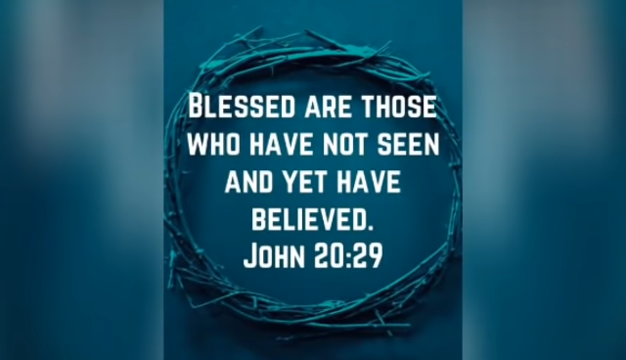 Blessed are those
who have not seen
and yet have
believed.
John 20:29